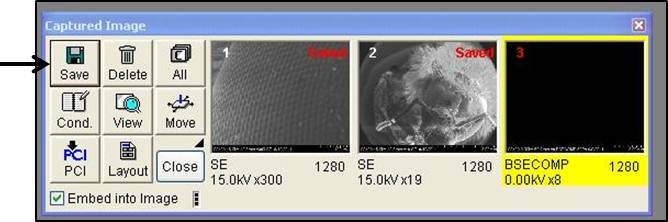 Captured Image
Save Delete All
Cond. View Move
PCI
PCI Layout Close
Embed into Image
1 Saved
2 Saved
3
SE 1280
15.0kV x300
SE 1280
15.0kV x19
BSECOMP 1280
0.00kV x8